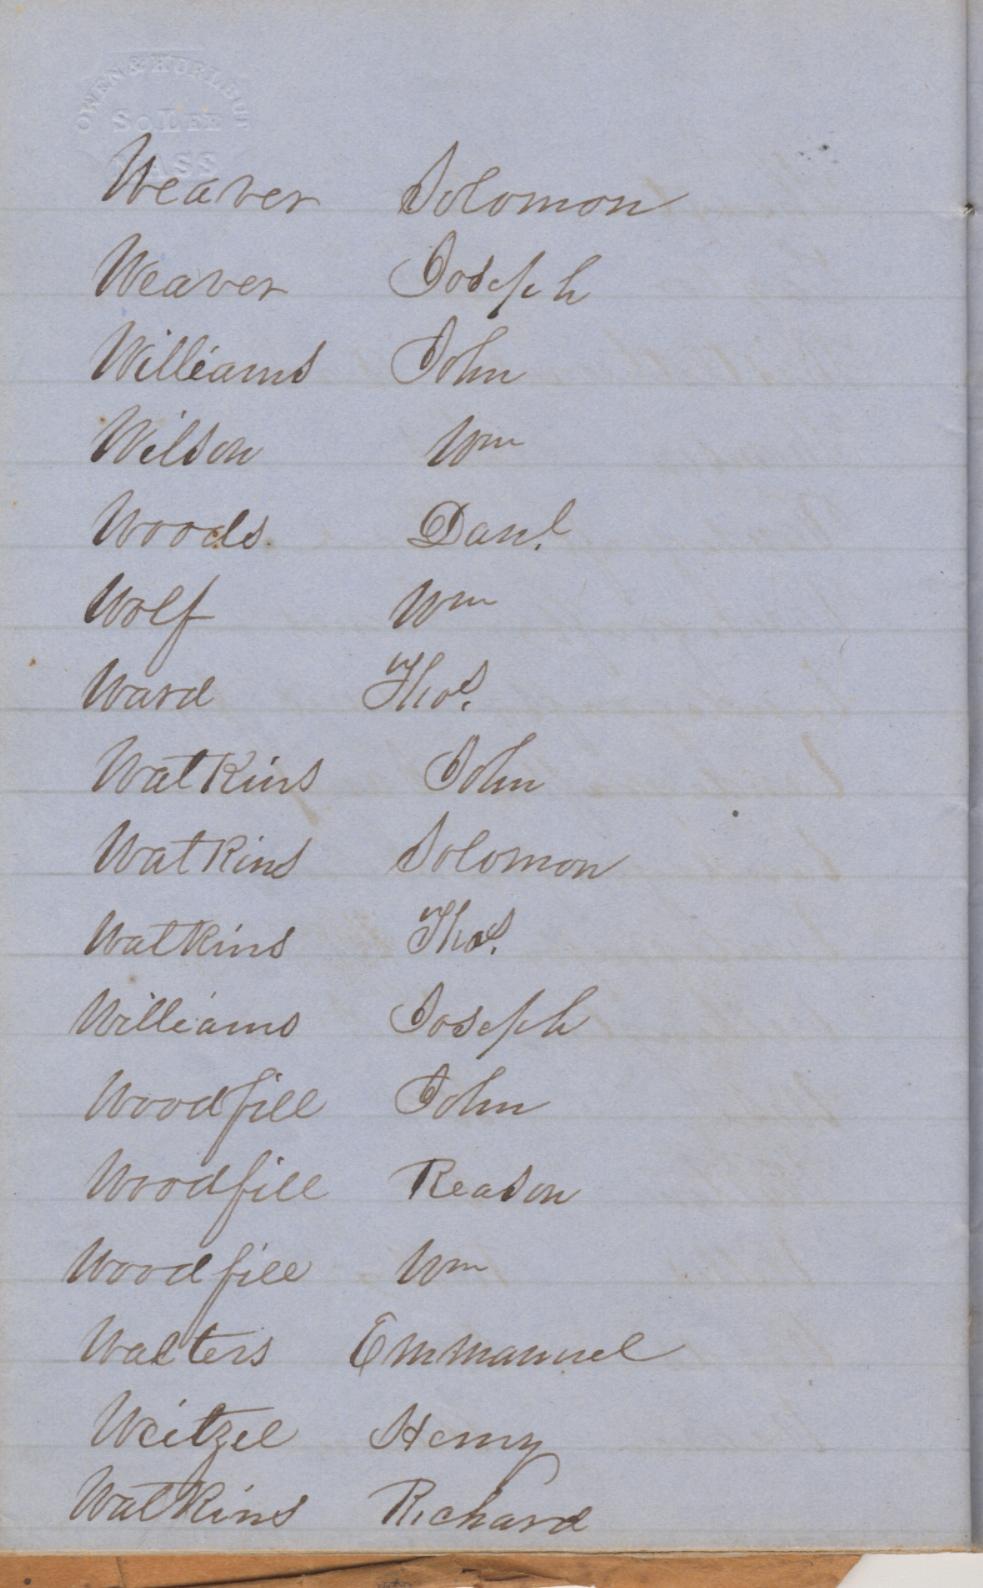 OWEN & HURLBUT
So LEE
MASS
Weaver Solomon
Weaver Joseph
Williams John
Wilson Wm
Woods Danl.
Wolf Wm
Ward Thos.
Watkins John
Watkins Solomon
Watkins Thos.
Williams Joseph
Woodfill John
Woodfill Reason
Woodfill Wm
Walters Emmanuel
Weitzel Henry
Watkins Richard